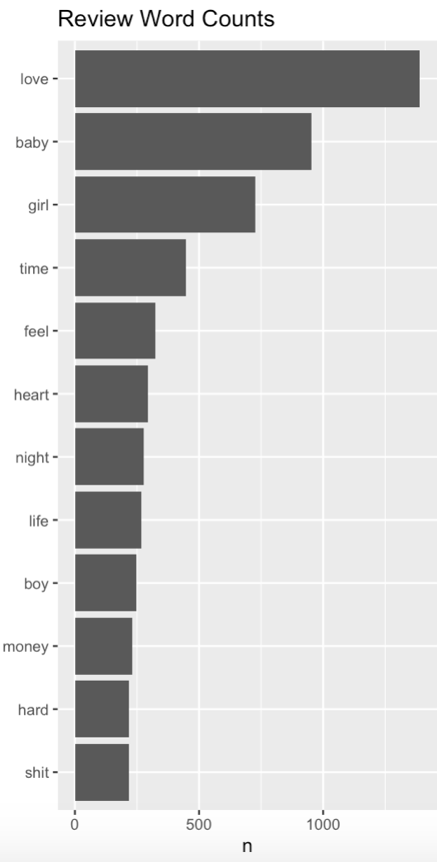 Review Word Counts
love
baby
girl
time
feel
heart
night
life
boy
money
hard
shit
0 500 1000
n